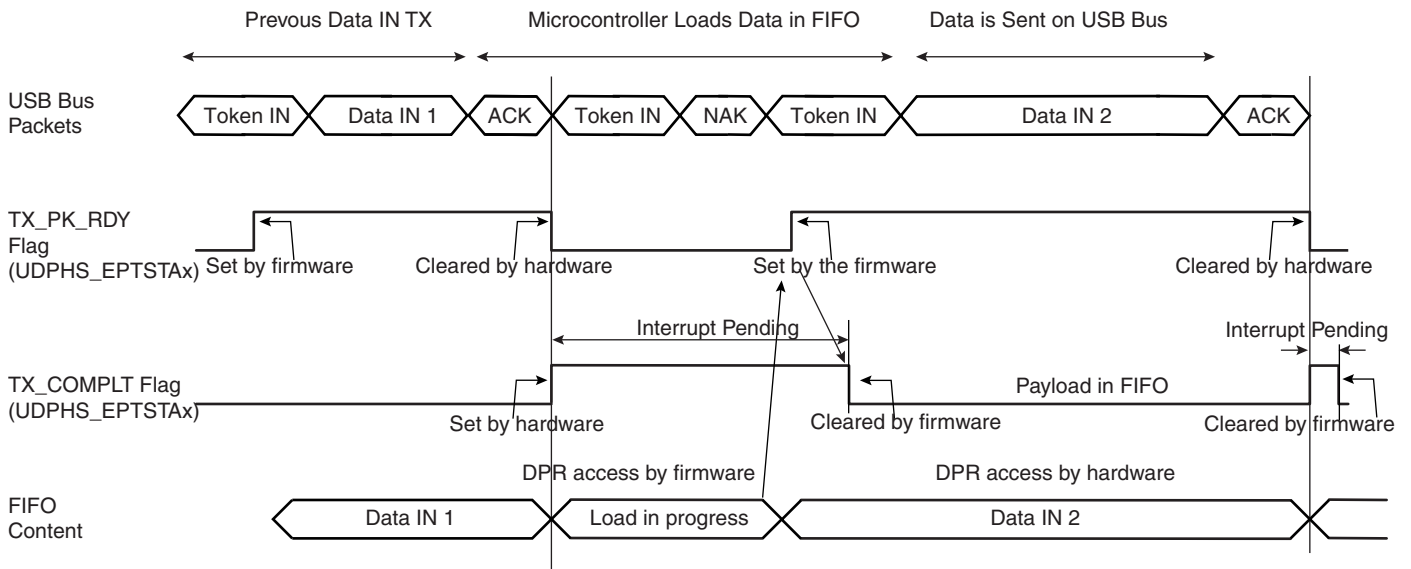 Prevous Data IN TX
Microcontroller Loads Data in FIFO
Data is Sent on USB Bus
USB Bus
Packets
Token IN
Data IN 1
ACK
Token IN
NAK
Token IN
Data IN 2
ACK
TX_PK_RDY
Flag
(UDPHS_EPTSTAx)
Set by firmware
Cleared by hardware
Set by the firmware
Cleared by hardware
Interrupt Pending
Interrupt Pending
TX_COMPLT Flag
(UDPHS_EPTSTAx)
Payload in FIFO
Set by hardware
Cleared by firmware
Cleared by firmware
DPR access by firmware
DPR access by hardware
FIFO
Content
Data IN 1
Load in progress
Data IN 2